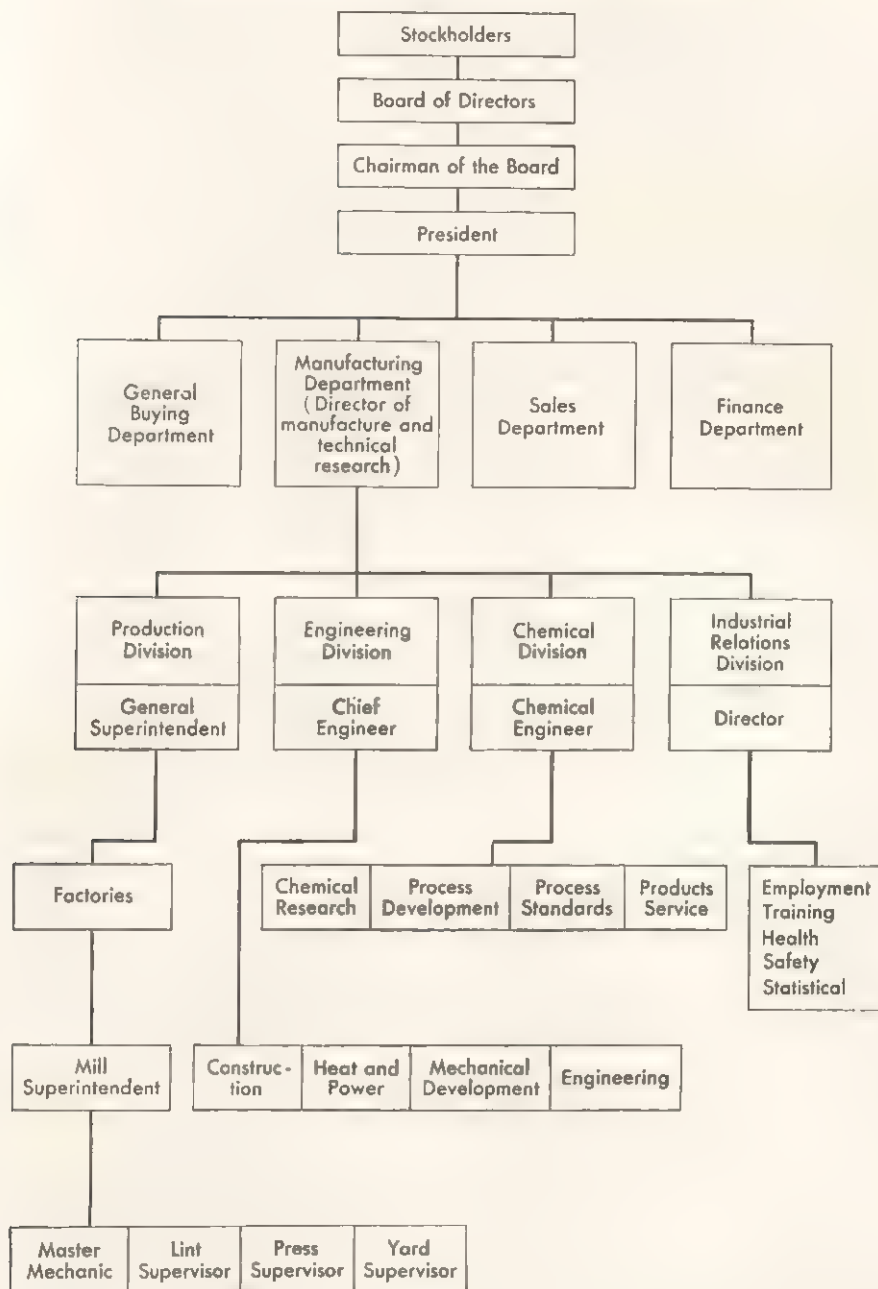 Stockholders
Board of Directors
Chairman of the Board
President
General
Buying
Department
Manufacturing
Department
(Director of
manufacture and
technical
research)
Sales
Department
Finance
Department
Production
Division
General
Superintendent
Engineering
Division
Chief
Engineer
Chemical
Division
Chemical
Engineer
Industrial
Relations
Division
Director
Factories
Chemical
Research
Process
Development
Process
Standards
Products
Service
Employment
Training
Health
Safety
Statistical
Mill
Superintendent
Construc-
tion
Heat and
Power
Mechanical
Development
Engineering
Master
Mechanic
Lint
Supervisor
Press
Supervisor
Yard
Supervisor